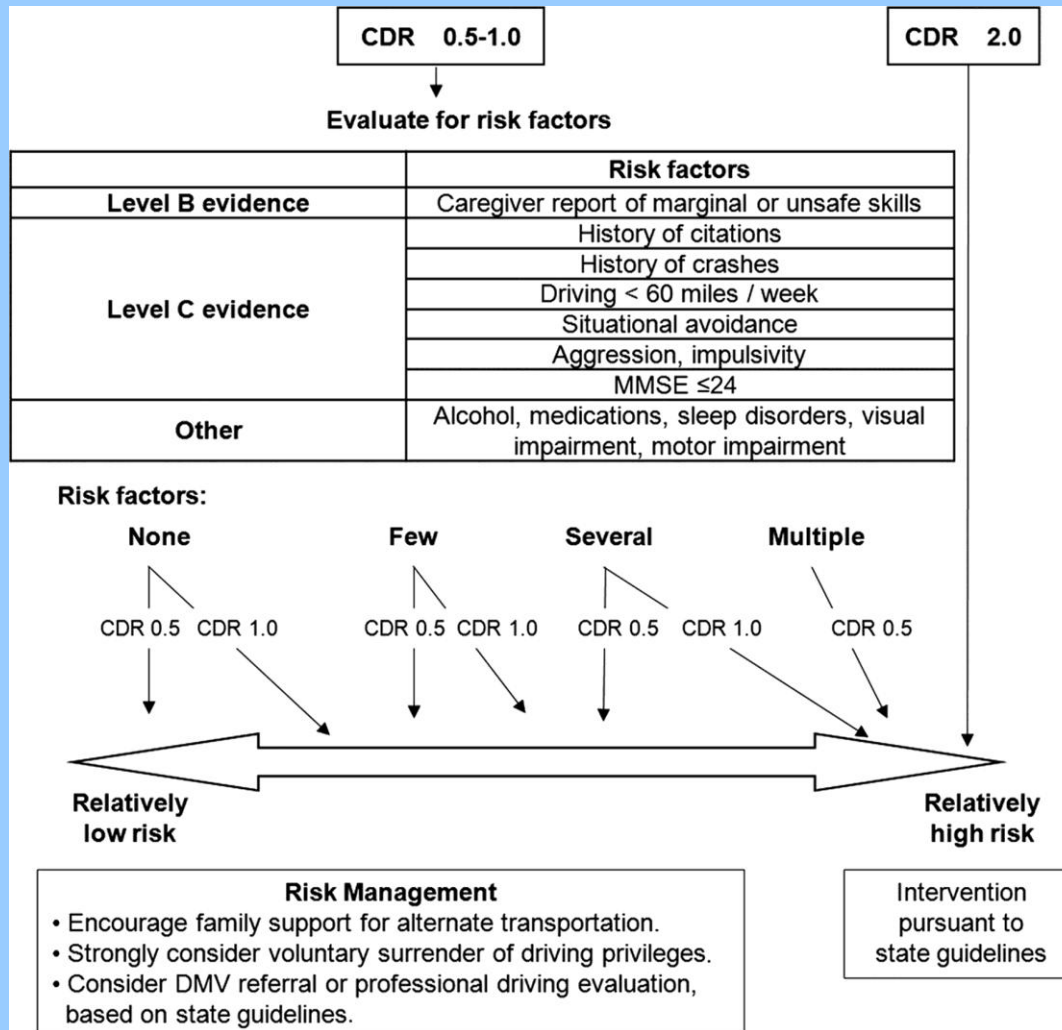 CDR 0.5-1.0
CDR 2.0
Evaluate for risk factors
Risk factors
Level B evidence
Caregiver report of marginal or unsafe skills
Level C evidence
History of citations
History of crashes
Driving < 60 miles / week
Situational avoidance
Aggression, impulsivity
MMSE ≤24
Other
Alcohol, medications, sleep disorders, visual
impairment, motor impairment
Risk factors:
None
Few
Several
Multiple
CDR 0.5
CDR 1.0
CDR 0.5
CDR 1.0
CDR 0.5
CDR 1.0
CDR 0.5
Relatively
low risk
Relatively
high risk
Risk Management
• Encourage family support for alternate transportation.
• Strongly consider voluntary surrender of driving privileges.
• Consider DMV referral or professional driving evaluation,
based on state guidelines.
Intervention
pursuant to
state guidelines